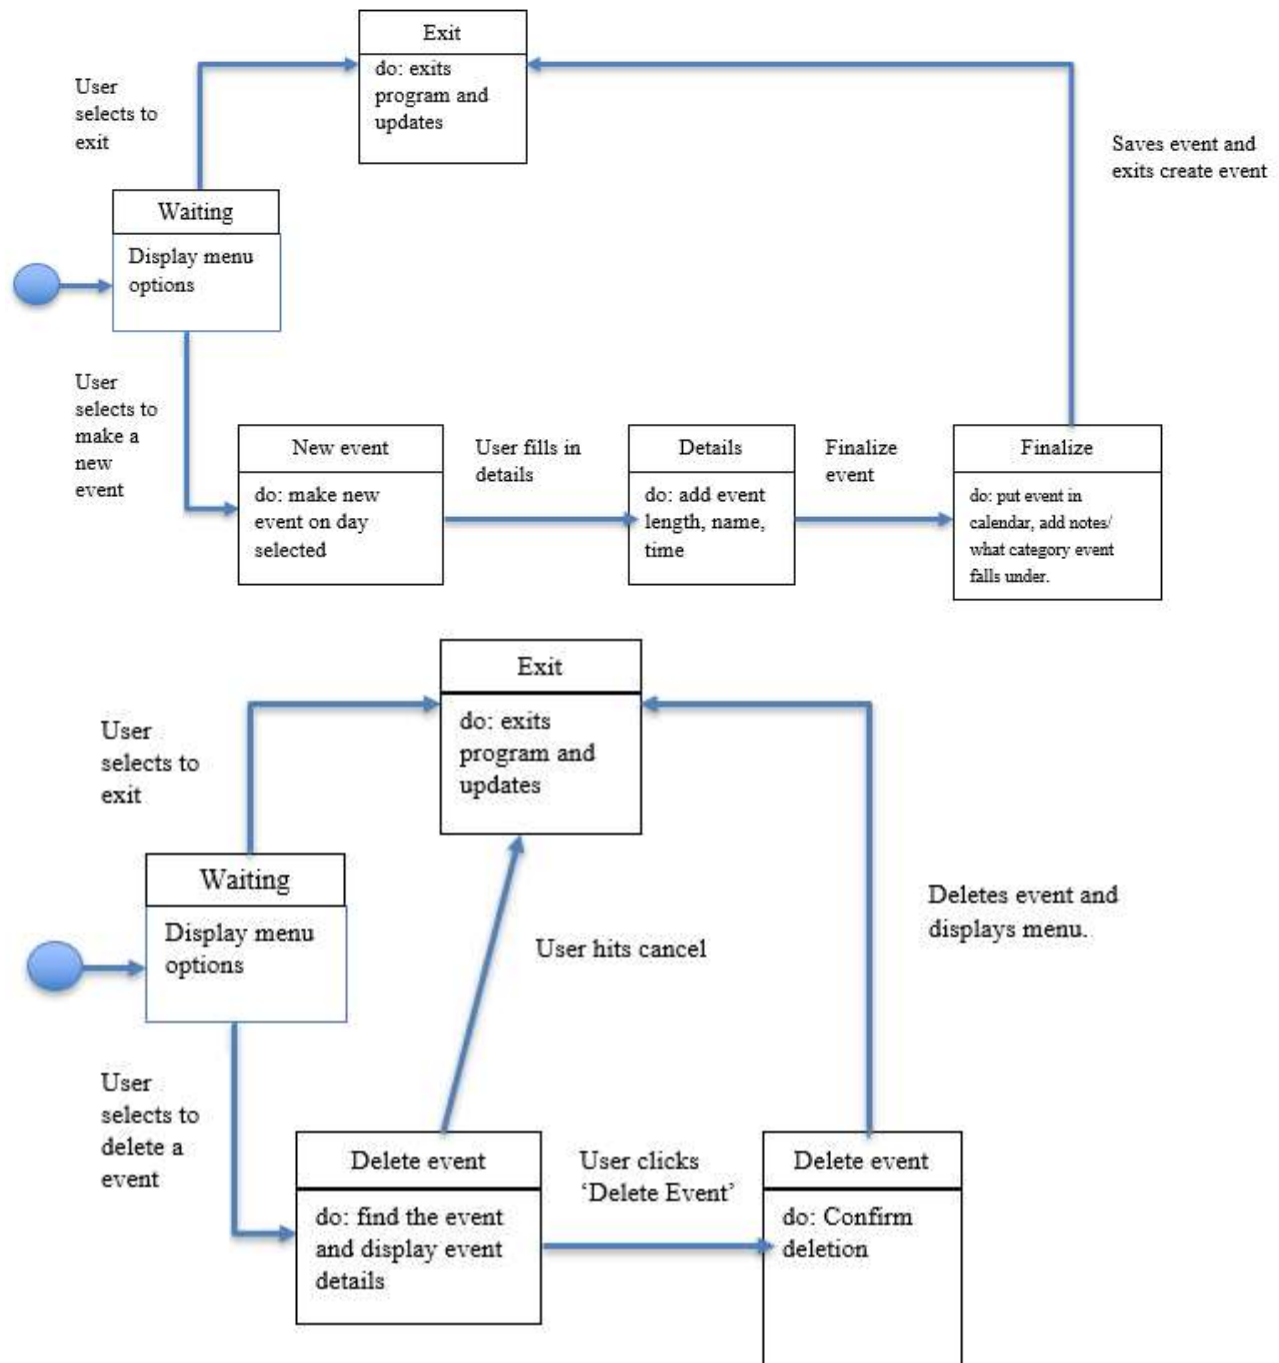 Exit
do: exits
program and
updates
User
selects to
exit
Saves event and
exits create event
Waiting
Display menu
options
User
selects to
make a
new
event
New event
do: make new
event on day
selected
User fills in
details
Details
do: add event
length, name,
time
Finalize
event
Finalize
do: put event in
calendar, add notes/
what category event
falls under.
Exit
do: exits
program and
updates
User
selects to
exit
Waiting
Display menu
options
User hits cancel
Deletes event and
displays menu.
User
selects to
delete a
event
Delete event
do: find the event
and display event
details
User clicks
‘Delete Event’
Delete event
do: Confirm
deletion